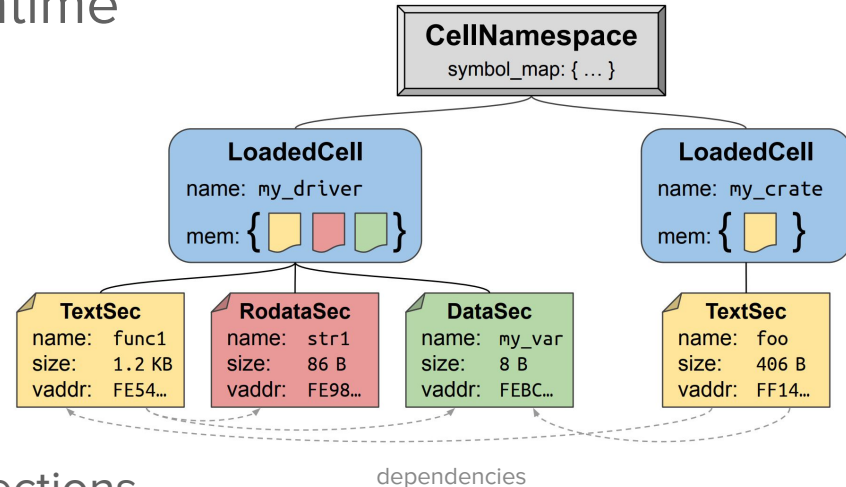 CellNamespace
symbol_map: { … }
LoadedCell
name: my_driver
mem: { }
LoadedCell
name: my_crate
mem: { }
TextSec
name: func1
size: 1.2 KB
vaddr: FE54…
RodataSec
name: str1
size: 86 B
vaddr: FE98…
DataSec
name: my_var
size: 8 B
vaddr: FEBC…
TextSec
name: foo
size: 406 B
vaddr: FF14…
dependencies